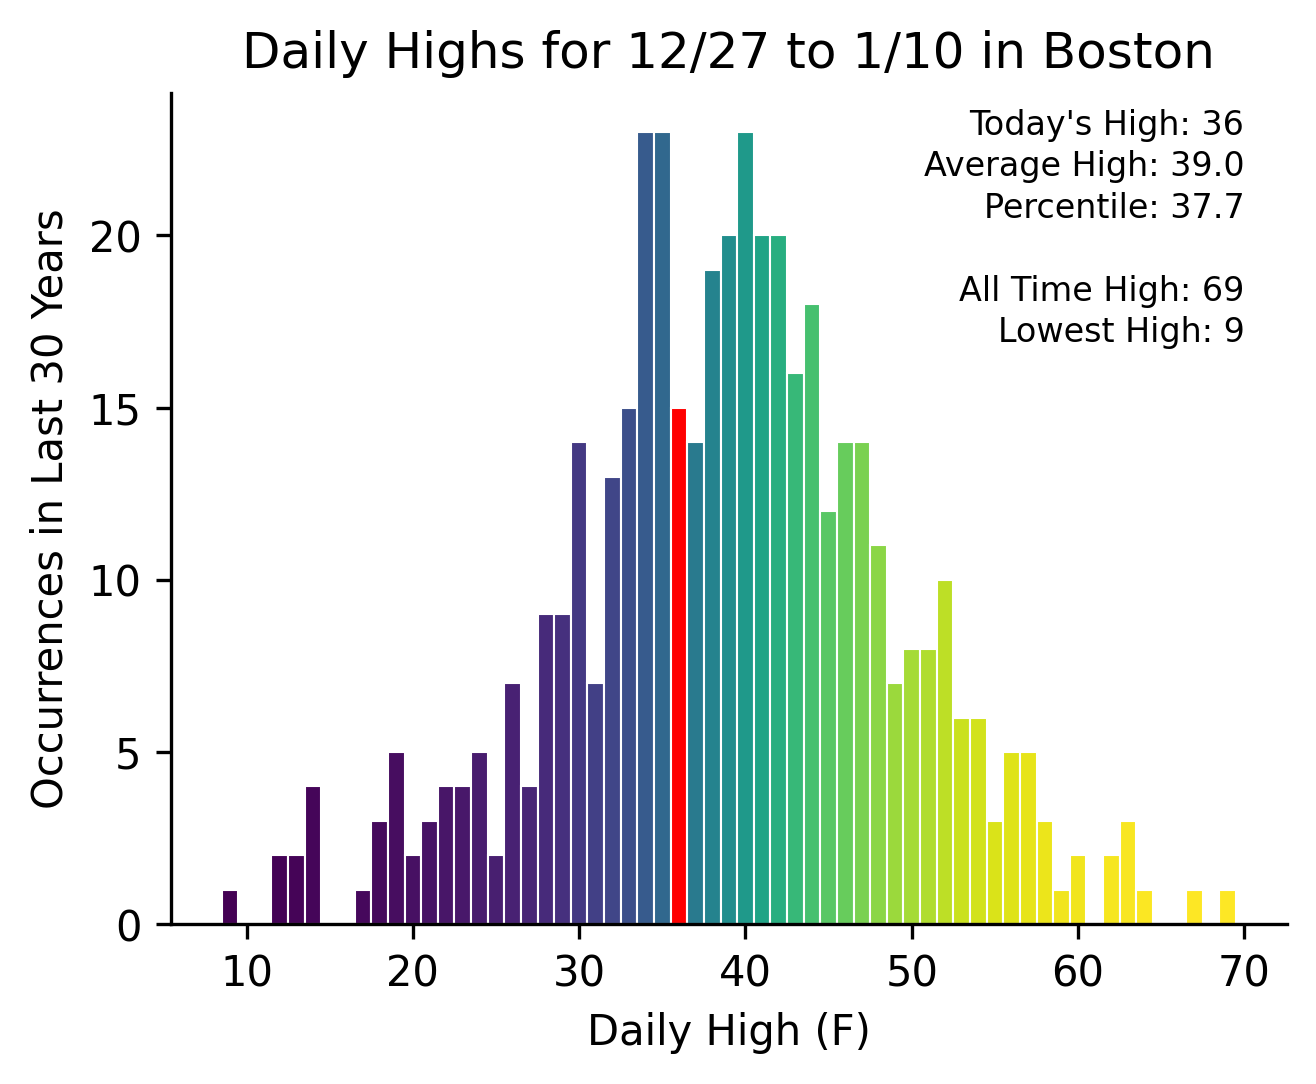 Daily Highs for 12/27 to 1/10 in Boston
Today's High: 36
Average High: 39.0
Percentile: 37.7
All Time High: 69
Lowest High: 9
Occurrences in Last 30 Years
20
15
10
5
0
10 20 30 40 50 60 70
Daily High (F)